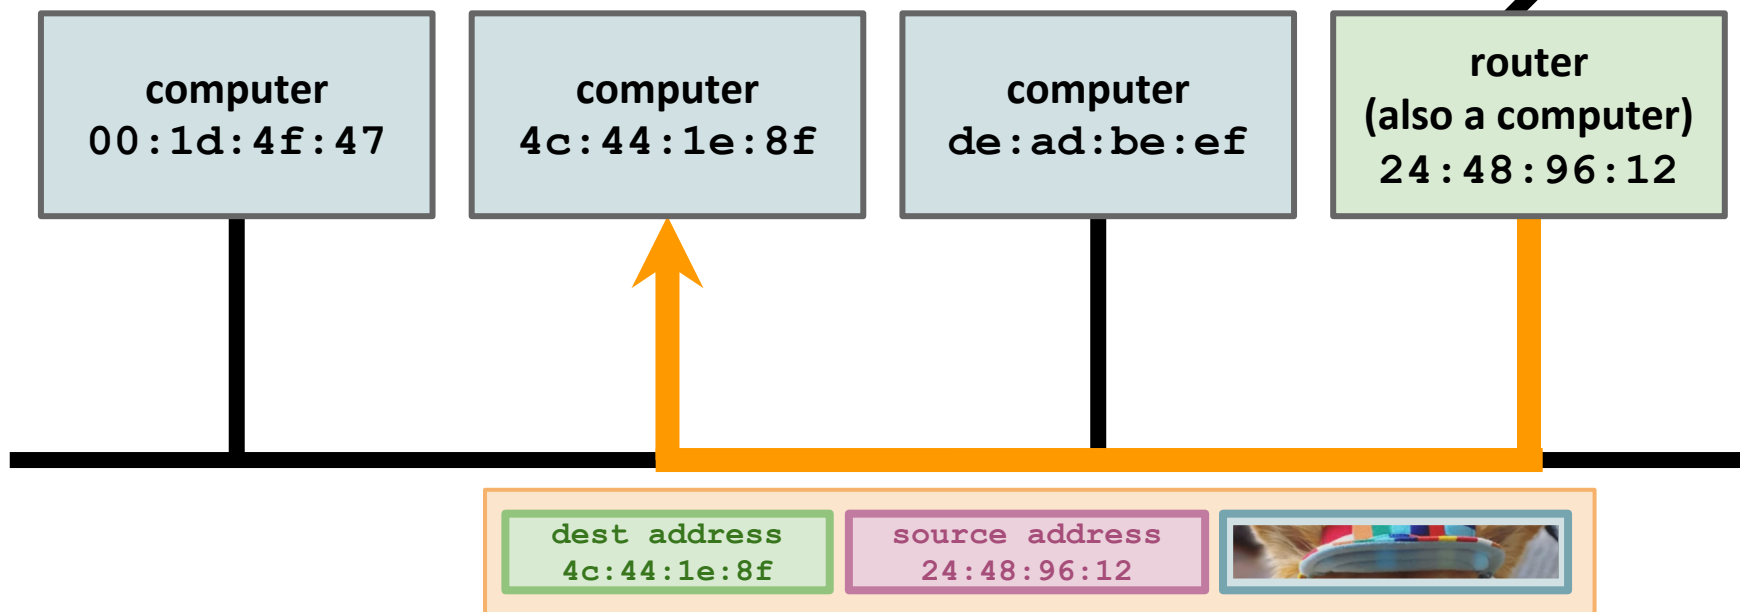 computer
00:1d:4f:47
computer
4c:44:1e:8f
computer
de:ad:be:ef
router
(also a computer)
24:48:96:12
dest address
4c:44:1e:8f
source address
24:48:96:12